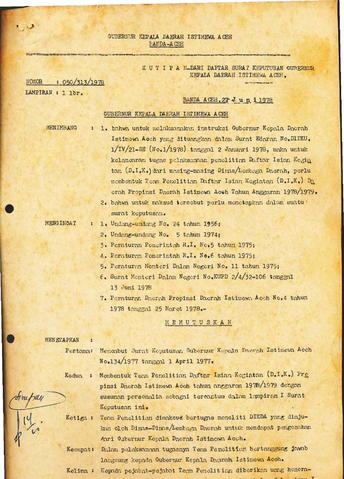 GUBERNUR KEPALA DAERAH ISTIMEWA ACEH
BANDA-ACEH
K U T I P A N.DARI DAFTAR SURAT KEPUTUSAN GUBERNUR
KEPALA DAERAH ISTIMEWA ACEH.
NOMOR : 050/313/1978
LAMPIRAN : 1 lbr.
BANDA ACEH, 27 J u n i 1978
GUBERNUR KEPALA DAERAH ISTIMEWA ACEH
MENIMBANG : 1. bahwa untuk melaksanakan instruksi Gubernur Kepala Daerah
Istimewa Aceh yang dituangkan dalam Surat Edaran No.
1/IV/21-SE (No.1/1978) tanggal 2 Januari 1978, maka untuk
kelancaran tugas pelaksanaan penelitian Daftar Isian Kegia
tan (D.I.K.) dari masing-masing Dinas/Lembaga Daerah, perlu
membentuk Team Penelitian Daftar Isian Kegiatan (D.I.K.) Da
erah Propinsi Daerah Istimewa Aceh Tahun Anggaran 1978/1979.
2. bahwa untuk maksud tersebut perlu menetapkan dalam suatu
surat keputusan.
MENGINGAT : 1. Undang-undang No. 24 tahun 1956;
2. Undang-undang No. 5 tahun 1974;
3. Peraturan Pemerintah R.I. No.5 tahun 1975;
4. Peraturan Pemerintah R.I. No.6 tahun 1975;
5. Peraturan Menteri Dalam Negeri No. 11 tahun 1975;
6. Surat Menteri Dalam Negeri No.KUPD 2/4/32-106 tanggal
13 Juni 1978
7. Peraturan Daerah Propinsi Daerah Istimewa Aceh No.4 tahun
1978 tanggal 25 Maret 1978.-
M E M U T U S K A N
MENETAPKAN :
Pertama : Mencabut Surat Keputusan Gubernur Kepala Daerah Istimewa Aceh
No.134/1977 tanggal 1 April 1977.
Kedua : Membentuk Team Penelitian Daftar Isian Kegiatan (D.I.K.) Pro
pinsi Daerah Istimewa Aceh tahun anggaran 1978/1979 dengan
susunan personalia sebagai tercantum dalam lampiran I Surat
Keputusan ini.
Ketiga : Team Penelitian dimaksud bertugas meneliti DIKDA yang diaju-
kan oleh Dinas-Dinas/Lembaga Daerah untuk mendapat pengesahan
dari Gubernur Kepala Daerah Istimewa Aceh.
Keempat : Dalam pelaksanaan tugasnya Team Penelitian bertanggung jawab
langsung kepada Gubernur Kepala Daerah Istimewa Aceh.
Kelima : Kepada pejabat-pejabat Team Penelitian diberikan uang honora-